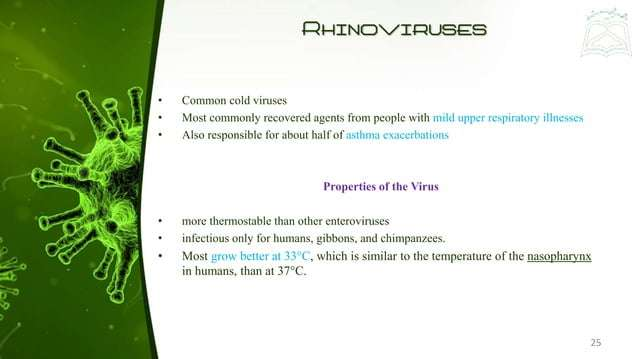 RHINOVIRUSES
• Common cold viruses
• Most commonly recovered agents from people with mild upper respiratory illnesses
• Also responsible for about half of asthma exacerbations
Properties of the Virus
• more thermostable than other enteroviruses
• infectious only for humans, gibbons, and chimpanzees.
• Most grow better at 33°C, which is similar to the temperature of the nasopharynx
in humans, than at 37°C.
25